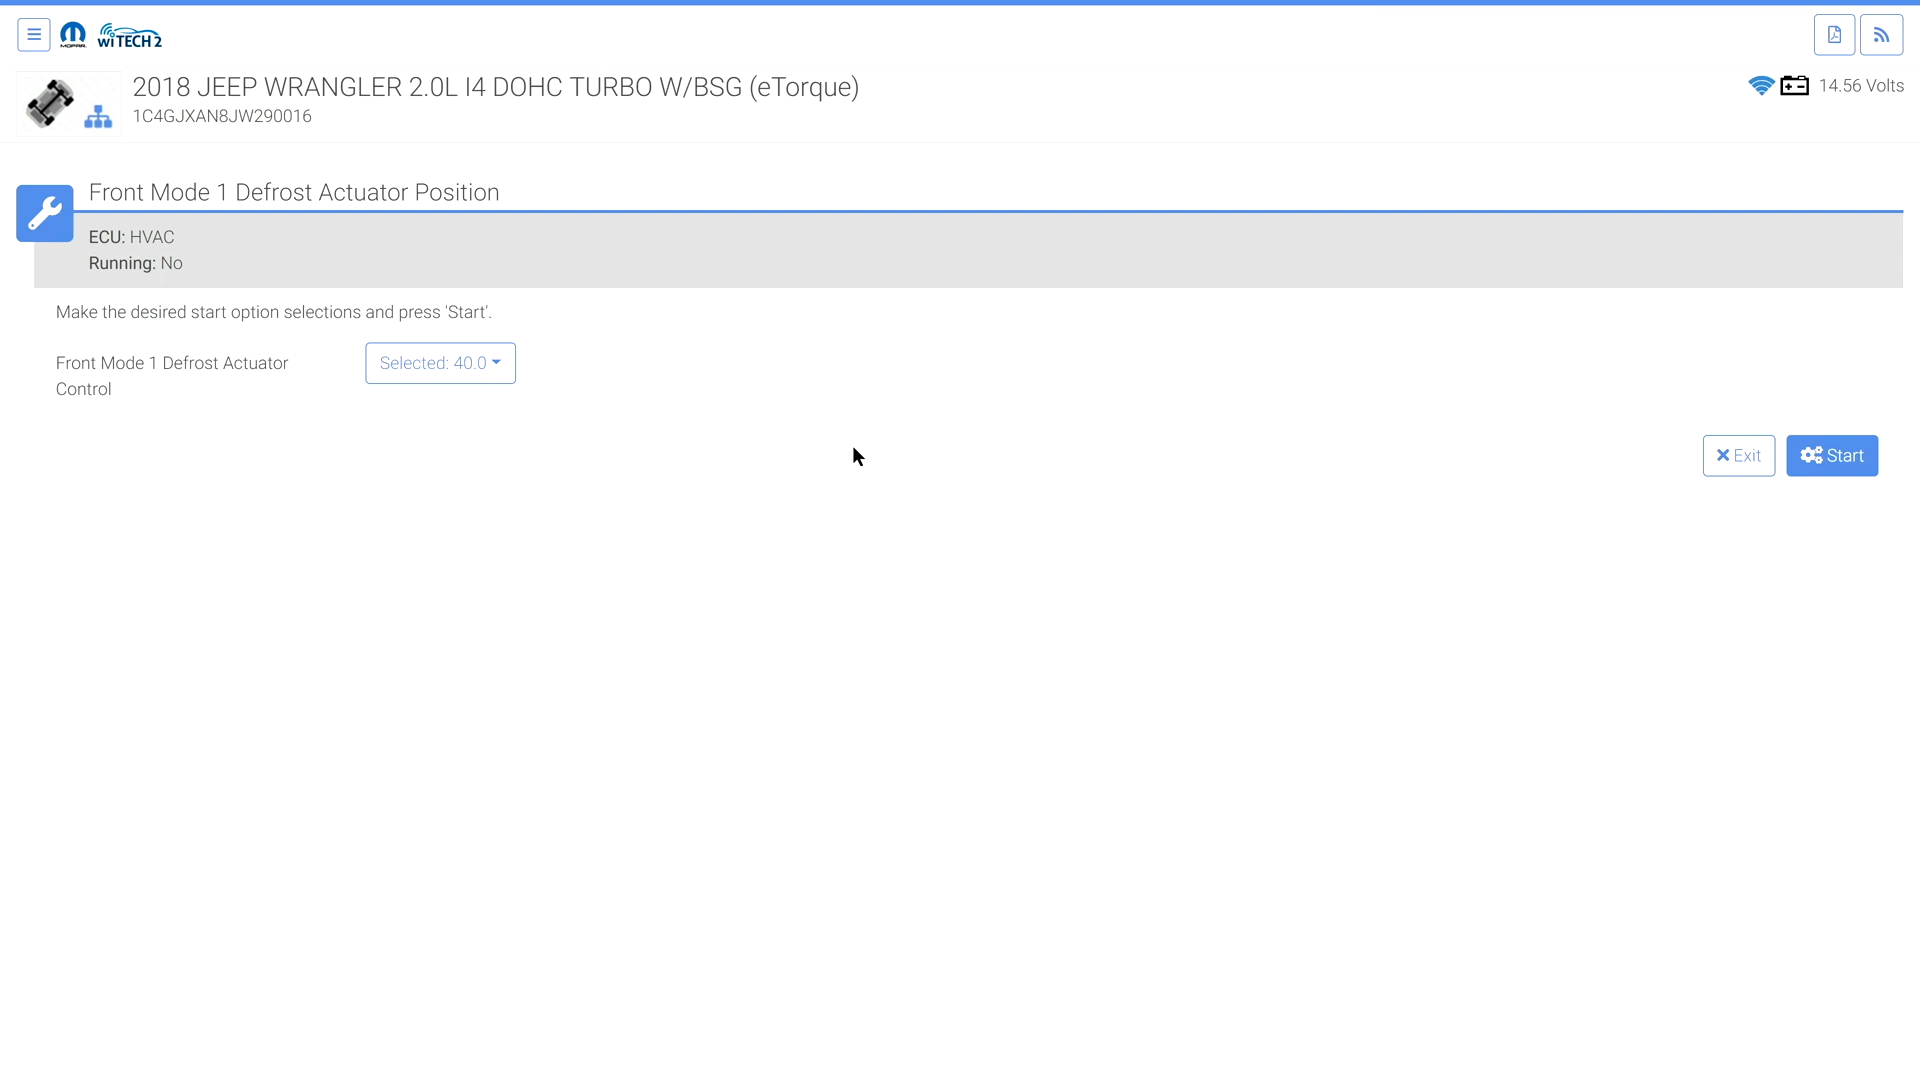 MOPAR
wiTECH 2
2018 JEEP WRANGLER 2.0L I4 DOHC TURBO W/BSG (eTorque)
14.56 Volts
1C4GJXAN8JW290016
Front Mode 1 Defrost Actuator Position
ECU: HVAC
Running: No
Make the desired start option selections and press 'Start'.
Front Mode 1 Defrost Actuator
Control
Selected: 40.0
Exit
Start